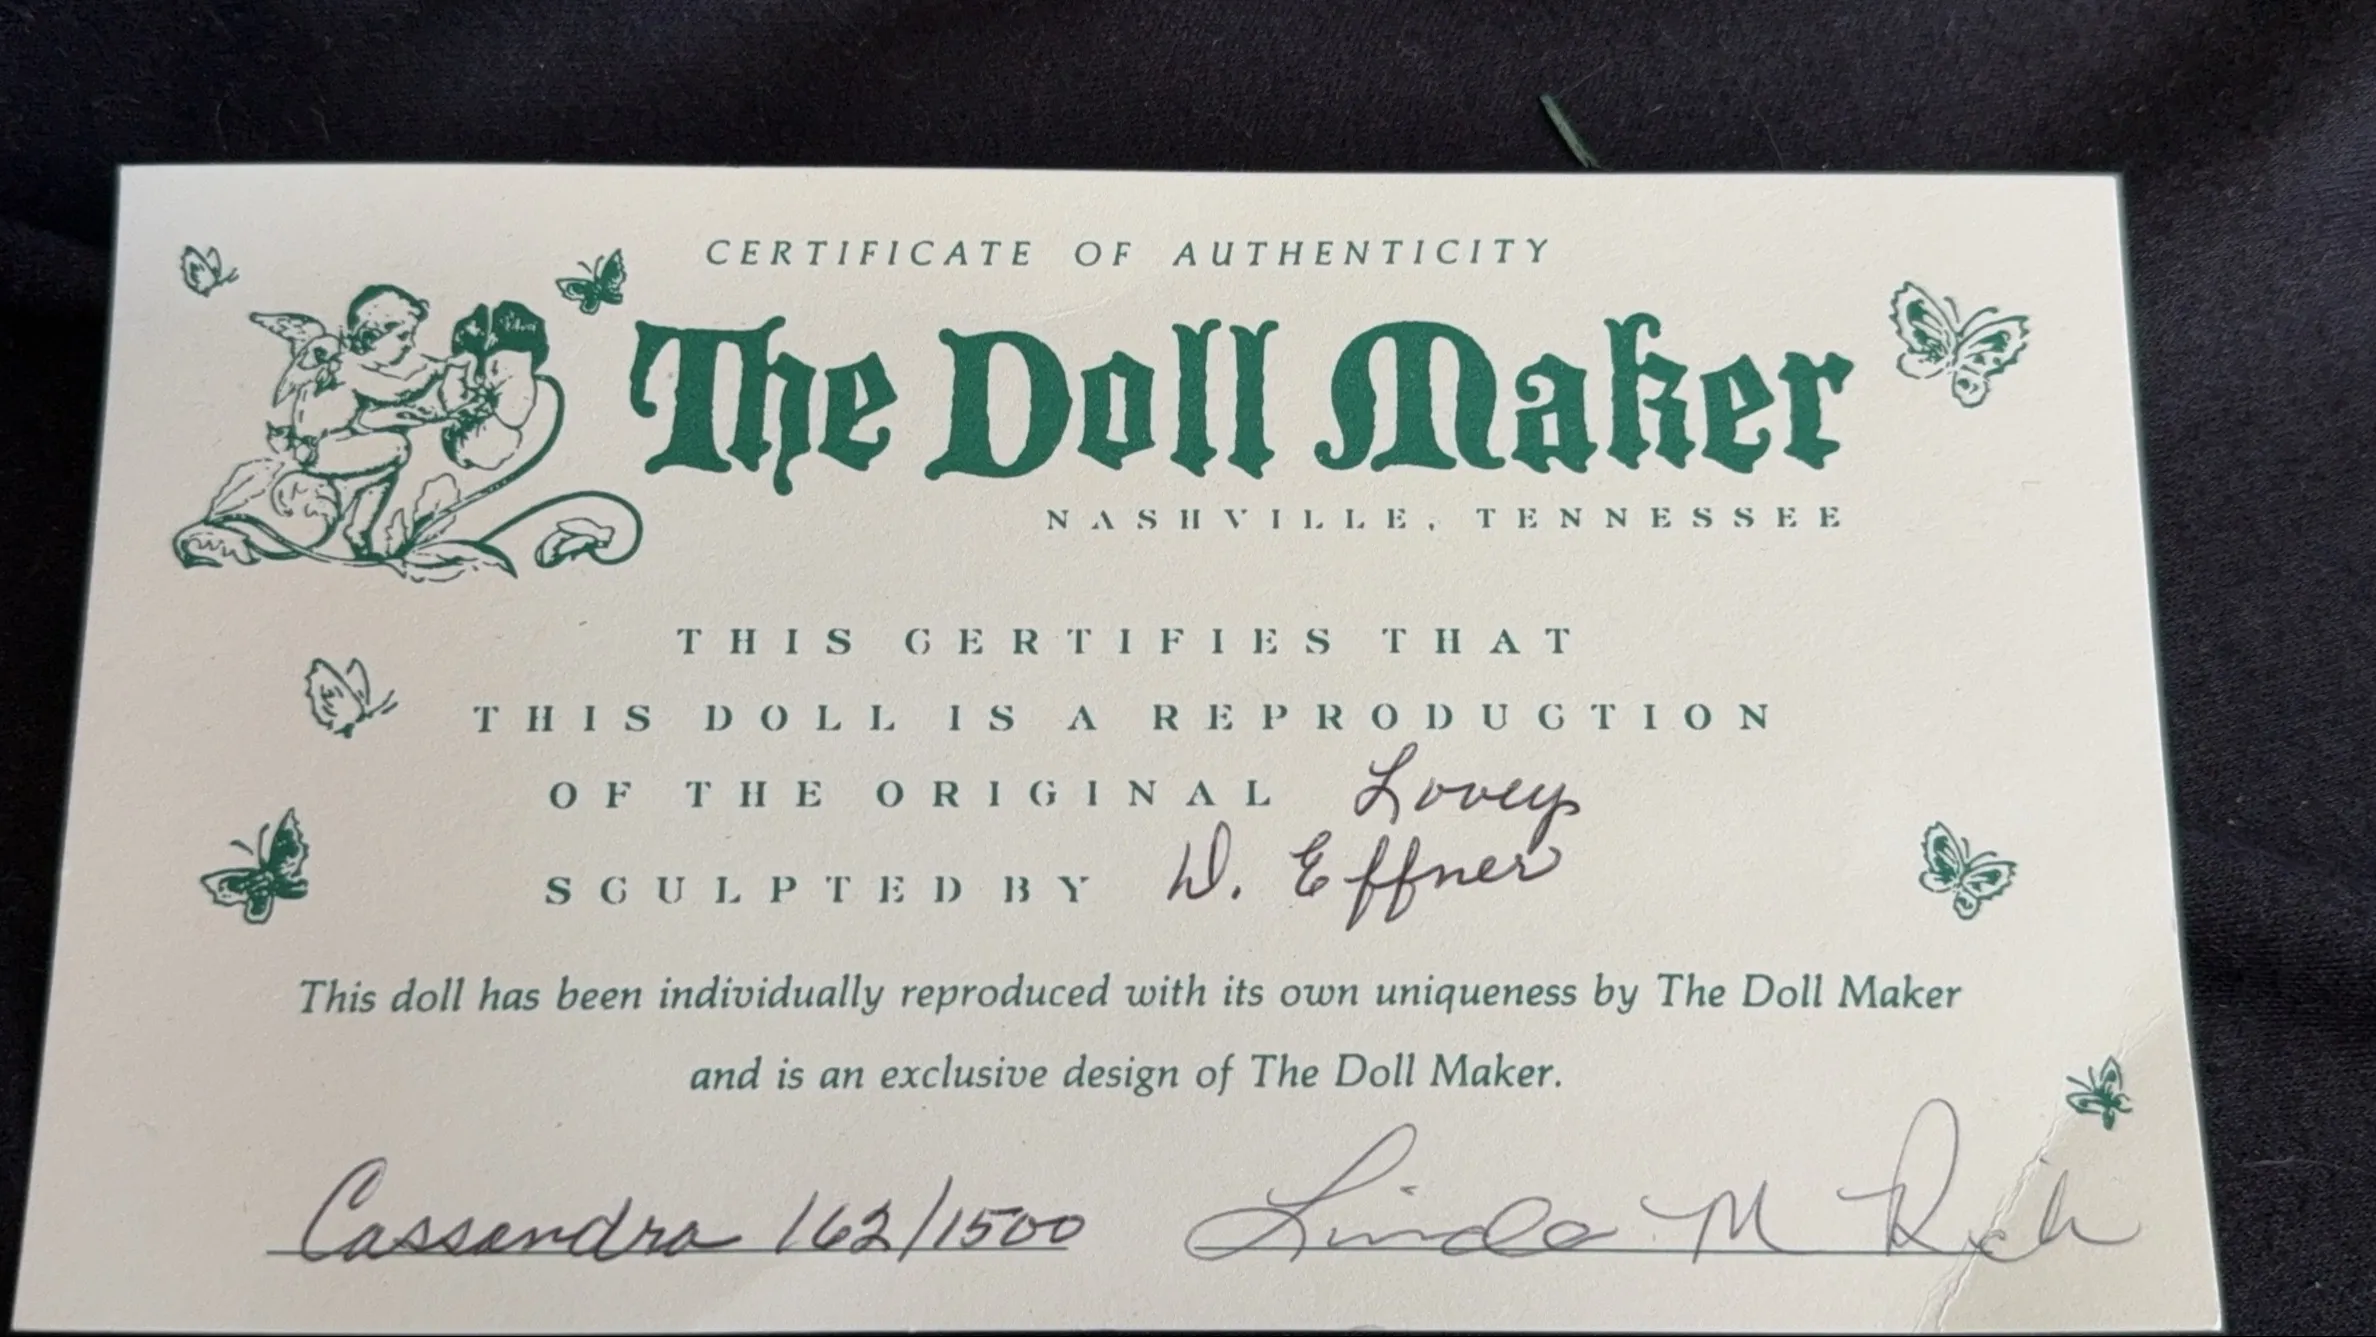 CERTIFICATE OF AUTHENTICITY
The Doll Maker
NASHVILLE, TENNESSEE
THIS CERTIFIES THAT
THIS DOLL IS A REPRODUCTION
OF THE ORIGINAL Lovey
SCULPTED BY D. Effner
This doll has been individually reproduced with its own uniqueness by The Doll Maker
and is an exclusive design of The Doll Maker.
Cassandra 162/1500 Linda M Rich